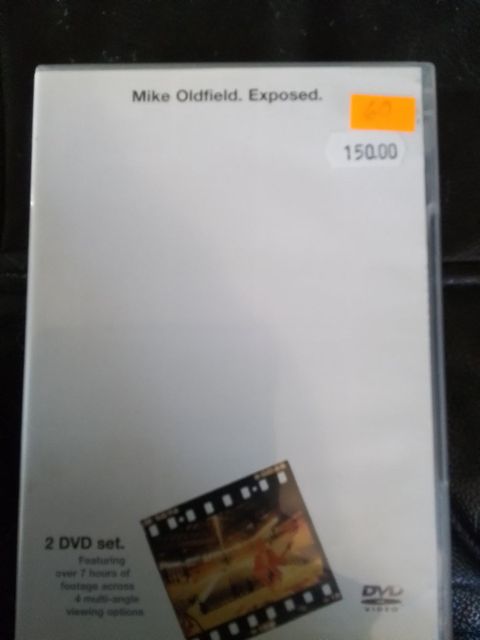 Mike Oldfield. Exposed.
60
150.00
2 DVD set.
Featuring
over 7 hours of
footage across
4 multi-angle
viewing options
DVD
VIDEO